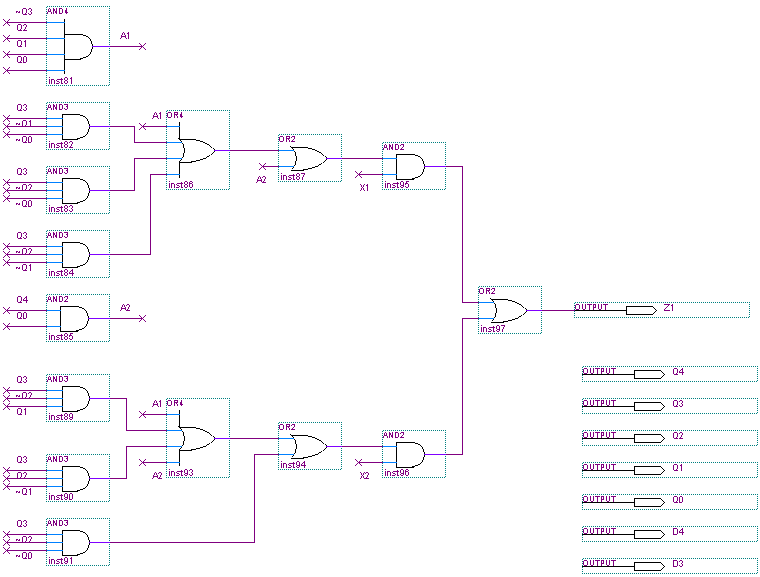 ~Q3
AND4
Q2
Q1
A1
Q0
inst81
Q3
AND3
~Q1
~Q0
inst82
A1
OR4
inst86
OR2
A2
inst87
AND2
X1
inst95
Q3
AND3
~Q2
~Q0
inst83
Q3
AND3
~Q2
~Q1
inst84
Q4
AND2
Q0
A2
inst85
OR2
inst97
OUTPUT
Z1
Q3
AND3
~Q2
Q1
inst89
A1
OR4
A2
inst93
OR2
inst94
AND2
X2
inst96
Q3
AND3
Q2
~Q1
inst90
Q3
AND3
Q2
~Q0
inst91
OUTPUT Q4
OUTPUT Q3
OUTPUT Q2
OUTPUT Q1
OUTPUT Q0
OUTPUT D4
OUTPUT D3